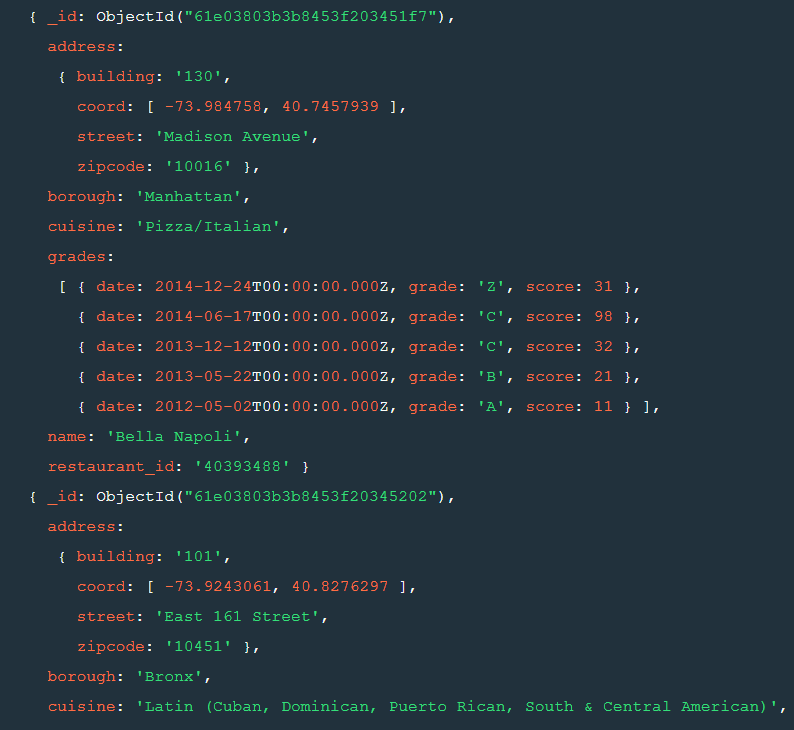 { _id: ObjectId("61e03803b3b8453f203451f7"),
address:
{ building: '130',
coord: [ -73.984758, 40.7457939 ],
street: 'Madison Avenue',
zipcode: '10016' },
borough: 'Manhattan',
cuisine: 'Pizza/Italian',
grades:
[ { date: 2014-12-24T00:00:00.000Z, grade: 'Z', score: 31 },
{ date: 2014-06-17T00:00:00.000Z, grade: 'C', score: 98 },
{ date: 2013-12-12T00:00:00.000Z, grade: 'C', score: 32 },
{ date: 2013-05-22T00:00:00.000Z, grade: 'B', score: 21 },
{ date: 2012-05-02T00:00:00.000Z, grade: 'A', score: 11 } ],
name: 'Bella Napoli',
restaurant_id: '40393488' }
{ _id: ObjectId("61e03803b3b8453f20345202"),
address:
{ building: '101',
coord: [ -73.9243061, 40.8276297 ],
street: 'East 161 Street',
zipcode: '10451' },
borough: 'Bronx',
cuisine: 'Latin (Cuban, Dominican, Puerto Rican, South & Central American)',